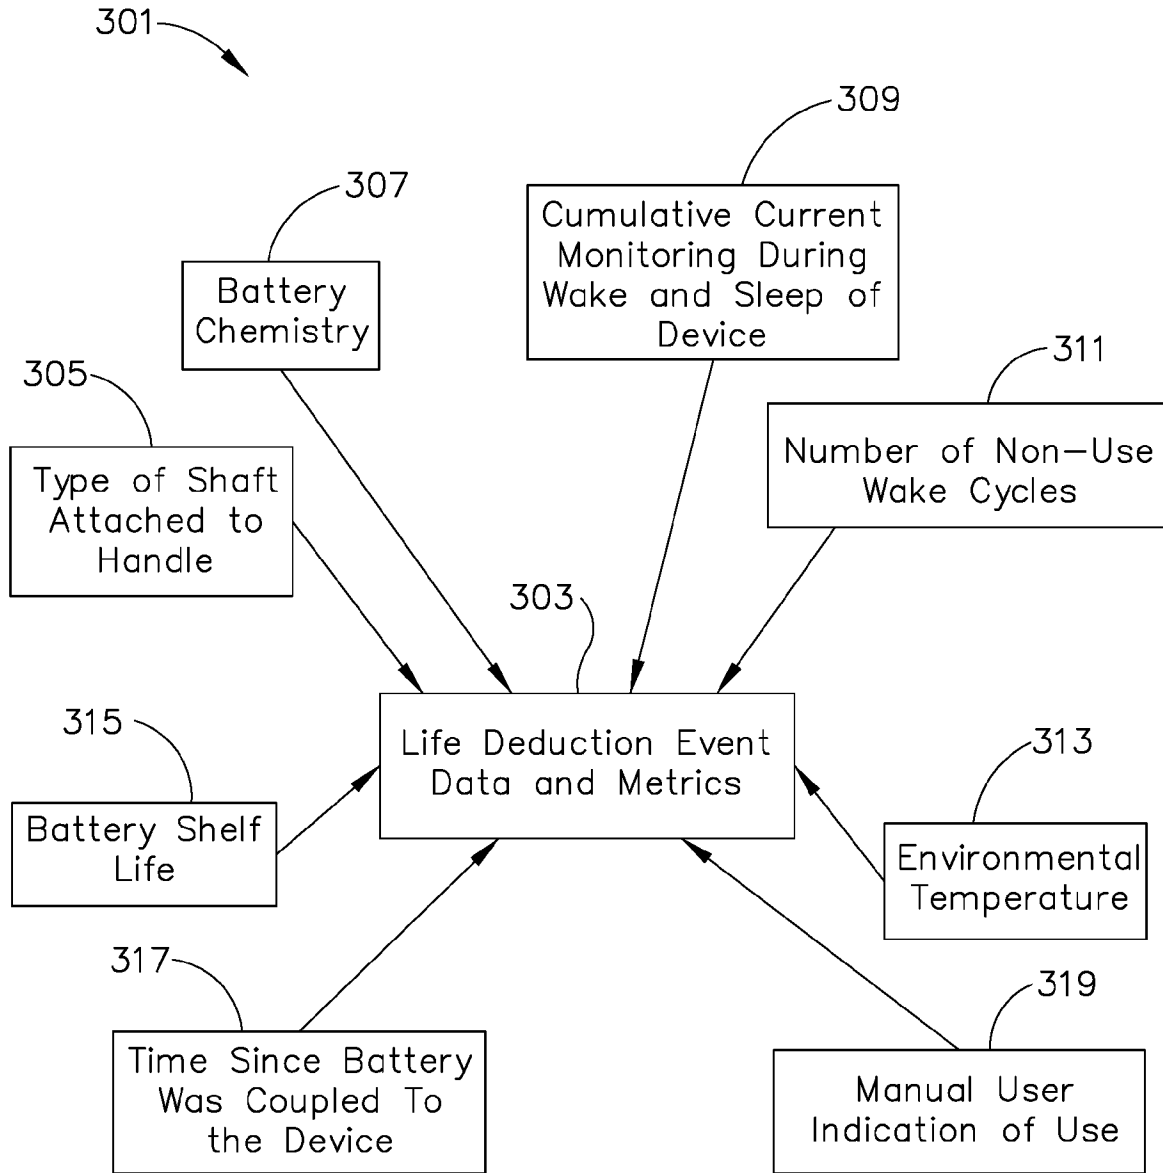 301
309
307
Cumulative Current
Monitoring During
Wake and Sleep of
Device
Battery
Chemistry
311
305
Number of Non-Use
Wake Cycles
Type of Shaft
Attached to
Handle
303
315
Life Deduction Event
Data and Metrics
313
Battery Shelf
Life
Environmental
Temperature
317
319
Time Since Battery
Was Coupled To
the Device
Manual User
Indication of Use